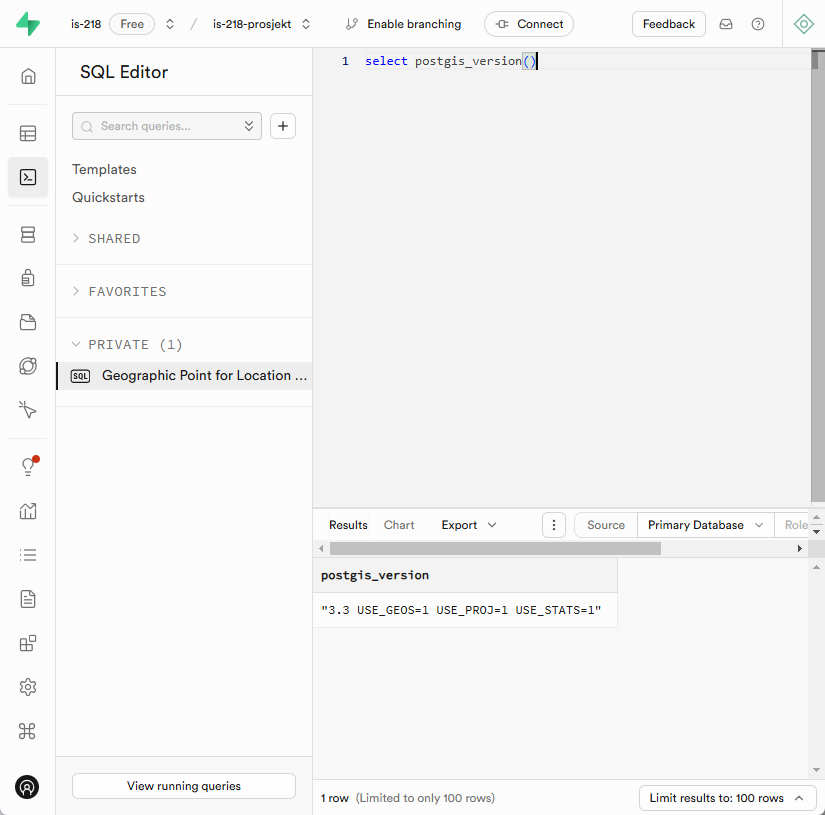 is-218 Free / is-218-prosjekt Enable branching Connect Feedback
SQL Editor
1 select postgis_version()
Search queries...
Templates
Quickstarts
SHARED
FAVORITES
PRIVATE (1)
SQL Geographic Point for Location ...
Results Chart Export Source Primary Database Role
postgis_version
"3.3 USE_GEOS=1 USE_PROJ=1 USE_STATS=1"
View running queries
1 row (Limited to only 100 rows) Limit results to: 100 rows